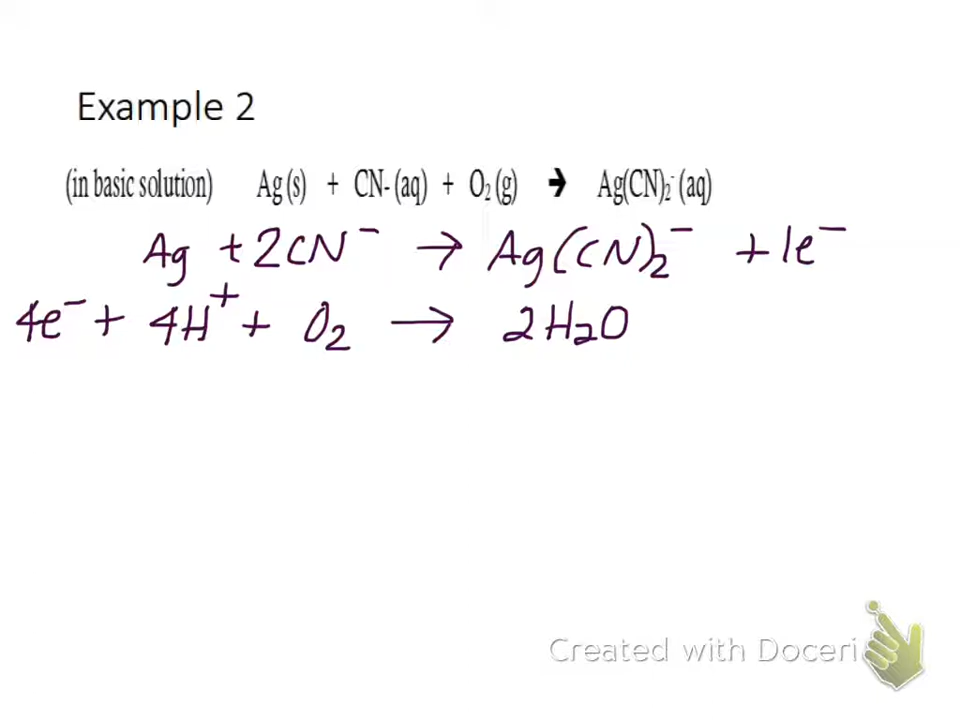 Example 2
(in basic solution) Ag (s) + CN- (aq) + O₂ (g) ➔ Ag(CN)₂⁻ (aq)
Ag + 2CN⁻ → Ag(CN)₂⁻ + 1e⁻
4e⁻ + 4H⁺ + O₂ → 2H₂O
Created with Doceri